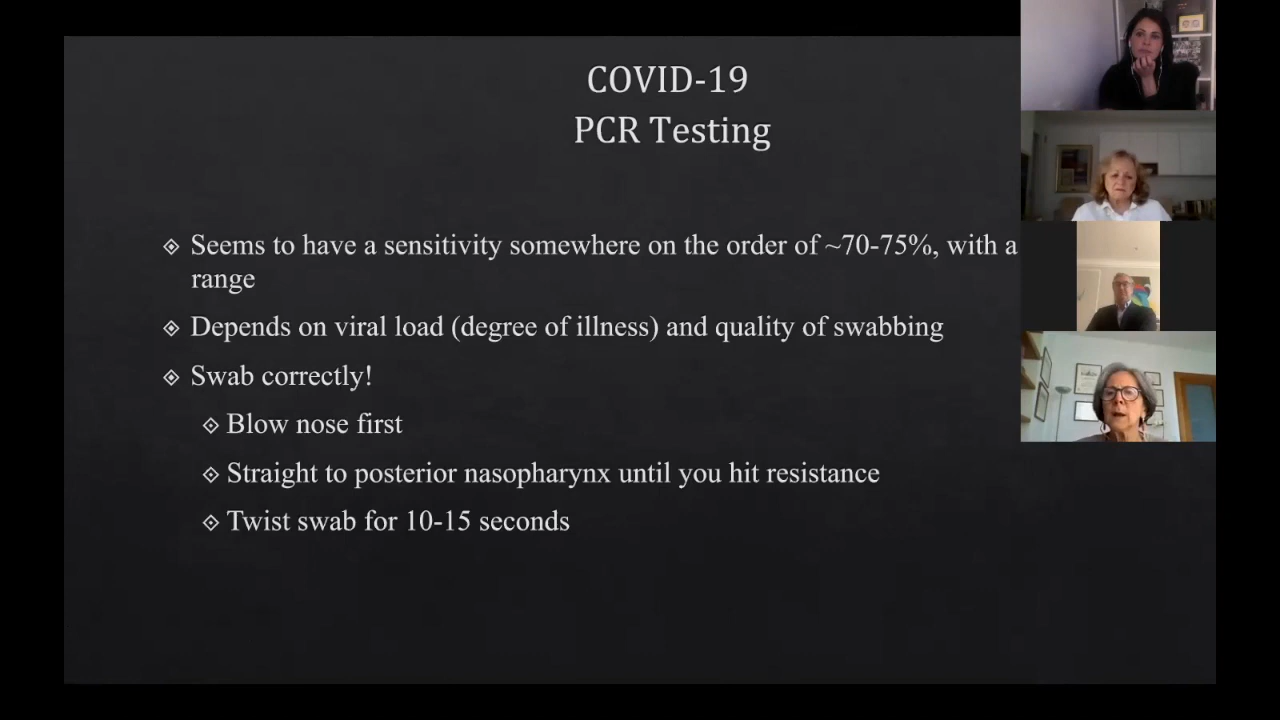 COVID-19
PCR Testing
Seems to have a sensitivity somewhere on the order of ~70-75%, with a
range
Depends on viral load (degree of illness) and quality of swabbing
Swab correctly!
Blow nose first
Straight to posterior nasopharynx until you hit resistance
Twist swab for 10-15 seconds